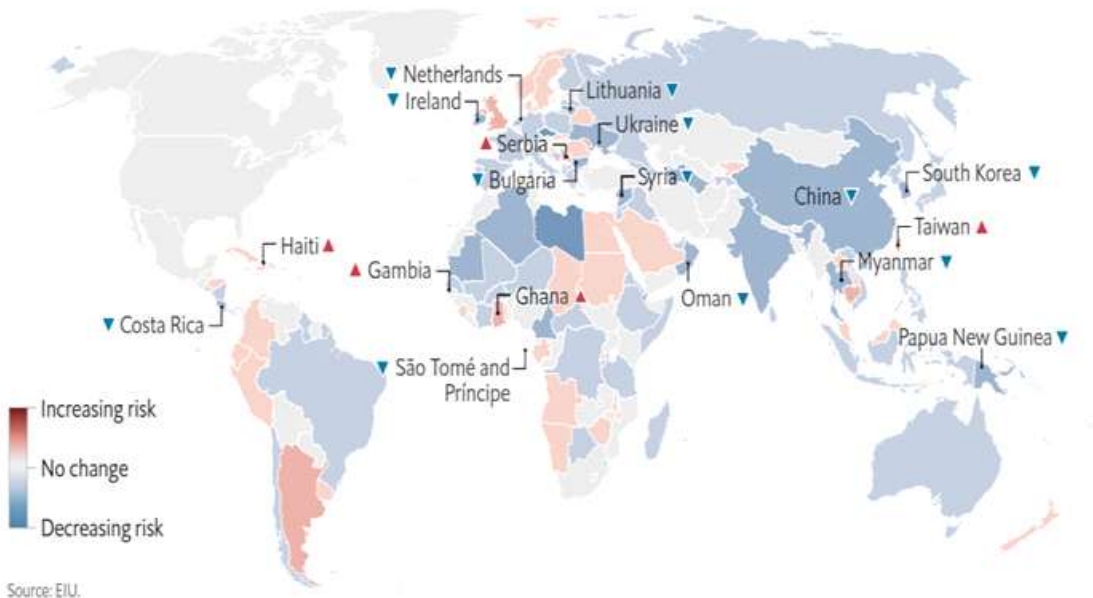 ▼ Netherlands
▼ Ireland
Lithuania ▼
Ukraine ▼
▲ Serbia
▼ Bulgaria
Syria ▼
China ▼
South Korea ▼
Taiwan ▲
Haiti ▲
▲ Gambia
Myanmar ▼
Ghana ▲
Oman ▼
▼ Costa Rica
Papua New Guinea ▼
▼ São Tomé and
Príncipe
Increasing risk
No change
Decreasing risk
Source: EIU.